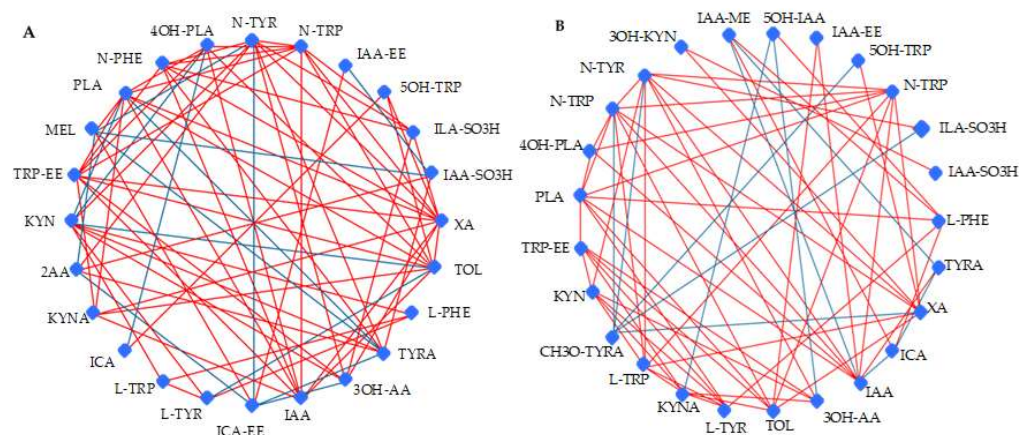 A
4OH-PLA
N-TYR
N-TRP
N-PHE
IAA-EE
PLA
5OH-TRP
MEL
ILA-SO3H
TRP-EE
IAA-SO3H
KYN
XA
2AA
TOL
KYNA
L-PHE
ICA
TYRA
L-TRP
3OH-AA
L-TYR
IAA
ICA-EE
B
IAA-ME
5OH-IAA
3OH-KYN
IAA-EE
N-TYR
5OH-TRP
N-TRP
N-TRP
4OH-PLA
ILA-SO3H
PLA
IAA-SO3H
TRP-EE
L-PHE
KYN
TYRA
CH3O-TYRA
XA
L-TRP
ICA
KYNA
IAA
L-TYR
TOL
3OH-AA